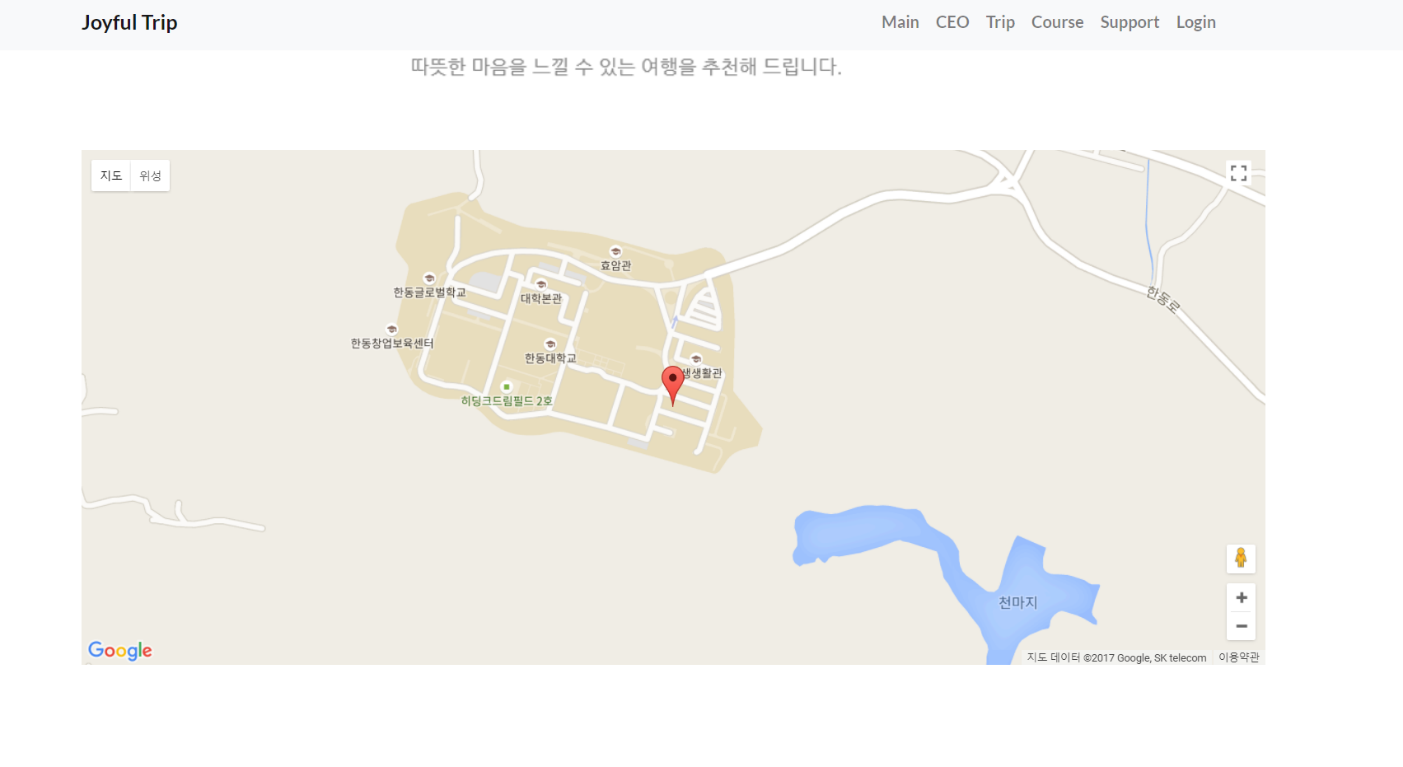 Joyful Trip
Main CEO Trip Course Support Login
따뜻한 마음을 느낄 수 있는 여행을 추천해 드립니다.
지도 위성
효암관
한동글로벌학교
대학본관
한동로
한동창업보육센터
한동대학교
생생활관
히딩크드림필드 2호
천마지
Google
지도 데이터 ©2017 Google, SK telecom 이용약관